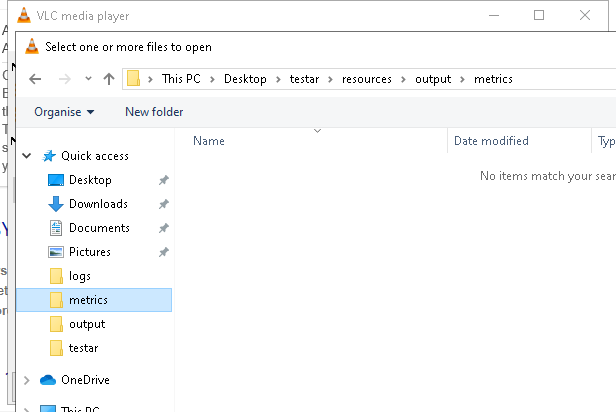 VLC media player
Select one or more files to open
This PC > Desktop > testar > resources > output > metrics
Organise New folder
Name Date modified Typ
Quick access
No items match your sear
Desktop
Downloads
Documents
Pictures
logs
metrics
output
testar
OneDrive
This PC